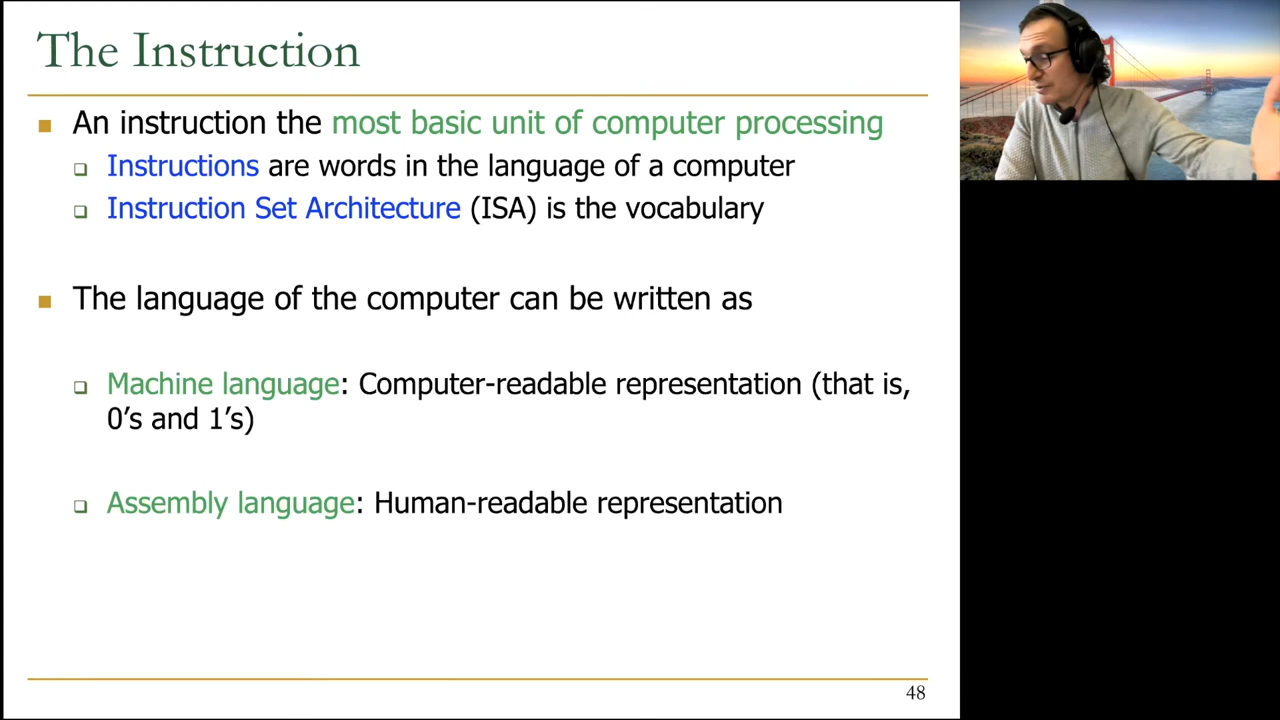 The Instruction
An instruction the most basic unit of computer processing
Instructions are words in the language of a computer
Instruction Set Architecture (ISA) is the vocabulary
The language of the computer can be written as
Machine language: Computer-readable representation (that is,
0’s and 1’s)
Assembly language: Human-readable representation
48